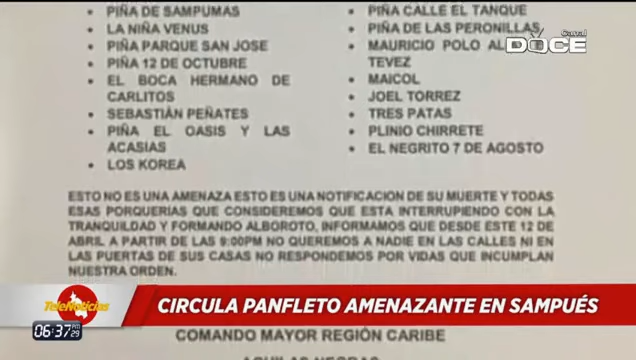 PIÑA DE SAMPUMAS
LA NIÑA VENUS
PIÑA PARQUE SAN JOSE
PIÑA 12 DE OCTUBRE
EL BOCA HERMANO DE
CARLITOS
SEBASTIÁN PEÑATES
PIÑA EL OASIS Y LAS
ACASIAS
LOS KOREA
PIÑA CALLE EL TANQUE
PIÑA DE LAS PERONILLAS
MAURICIO POLO
TEVEZ
MAICOL
JOEL TORREZ
TRES PATAS
PLINIO CHIRRETE
EL NEGRITO 7 DE AGOSTO
Canal
DOCE
ESTO NO ES UNA AMENAZA ESTO ES UNA NOTIFICACION DE SU MUERTE Y TODAS
ESAS PORQUERIAS QUE CONSIDEREMOS QUE ESTA INTERRUPIENDO CON LA
TRANQUILDAD Y FORMANDO ALBOROTO, INFORMAMOS QUE DESDE ESTE 12 DE
ABRIL A PARTIR DE LAS 9:00PM NO QUEREMOS A NADIE EN LAS CALLES NI EN
LAS PUERTAS DE SUS CASAS NO RESPONDEMOS POR VIDAS QUE INCUMPLAN
NUESTRA ORDEN.
TeleNoticias
CIRCULA PANFLETO AMENAZANTE EN SAMPUÉS
06:37 PM 29
COMANDO MAYOR REGIÓN CARIBE
AGUILAS NEGRAS